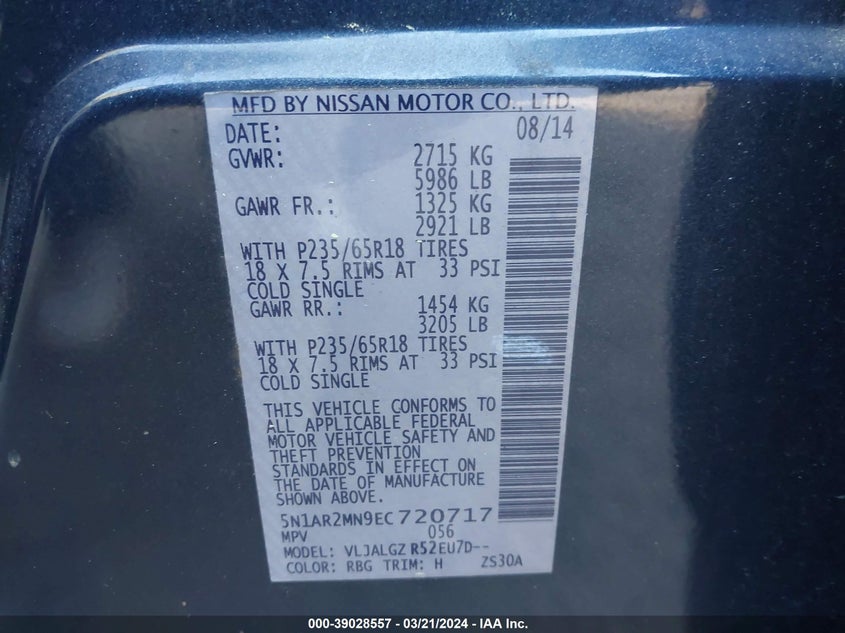 MFD BY NISSAN MOTOR CO., LTD.
DATE: 08/14
GVWR: 2715 KG
5986 LB
GAWR FR.: 1325 KG
2921 LB
WITH P235/65R18 TIRES
18 X 7.5 RIMS AT 33 PSI
COLD SINGLE
GAWR RR.: 1454 KG
3205 LB
WITH P235/65R18 TIRES
18 X 7.5 RIMS AT 33 PSI
COLD SINGLE
THIS VEHICLE CONFORMS TO
ALL APPLICABLE FEDERAL
MOTOR VEHICLE SAFETY AND
THEFT PREVENTION
STANDARDS IN EFFECT ON
THE DATE OF MANUFACTURE
SHOWN ABOVE.
5N1AR2MN9EC720717
MPV 056
MODEL: VLJALGZ R52EU7D--
COLOR: RBG TRIM: H ZS30A
000-39028557 — 03/21/2024 — IAA Inc.